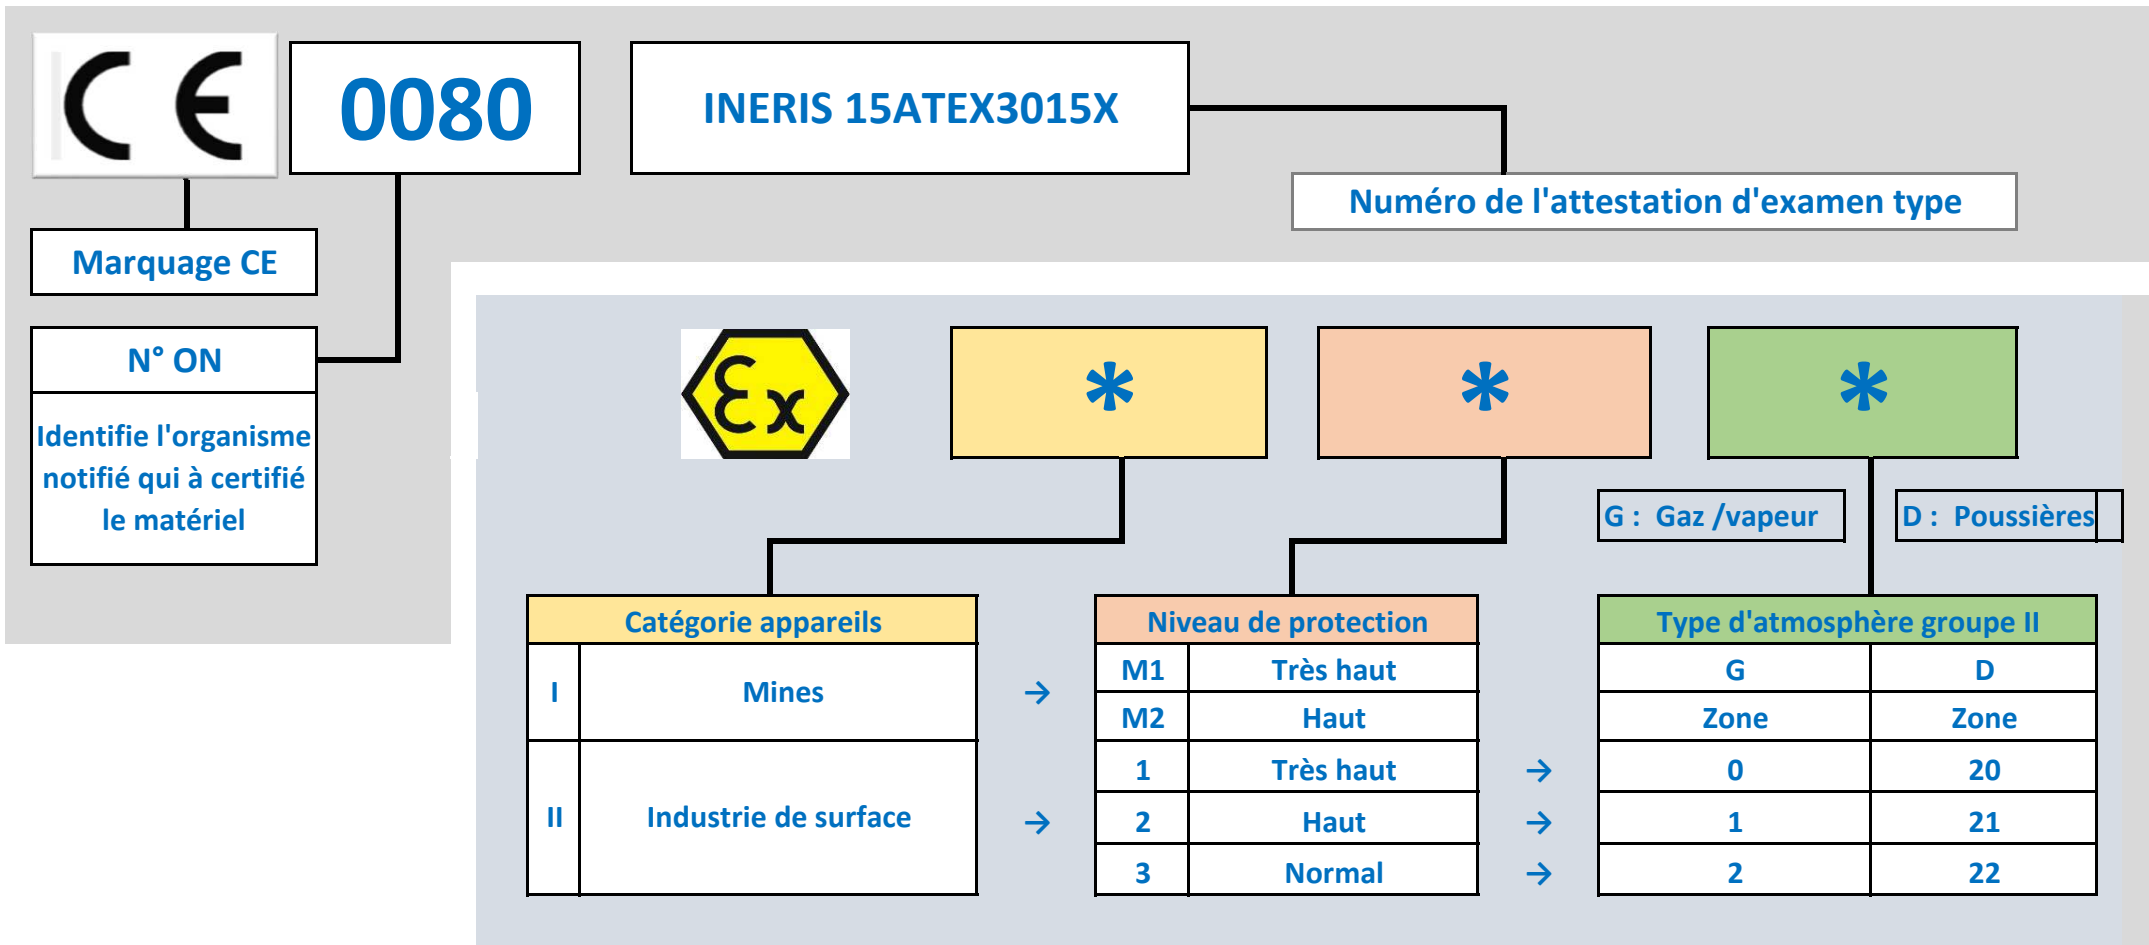 CE
0080
INERIS 15ATEX3015X
Numéro de l'attestation d'examen type
Marquage CE
N° ON
Identifie l'organisme
notifié qui à certifié
le matériel
Ex
*
*
*
G : Gaz /vapeur
D : Poussières
Catégorie appareils
I Mines
II Industrie de surface
→
→
Niveau de protection
M1 Très haut
M2 Haut
1 Très haut
2 Haut
3 Normal
→
→
→
Type d'atmosphère groupe II
G D
Zone Zone
0 20
1 21
2 22